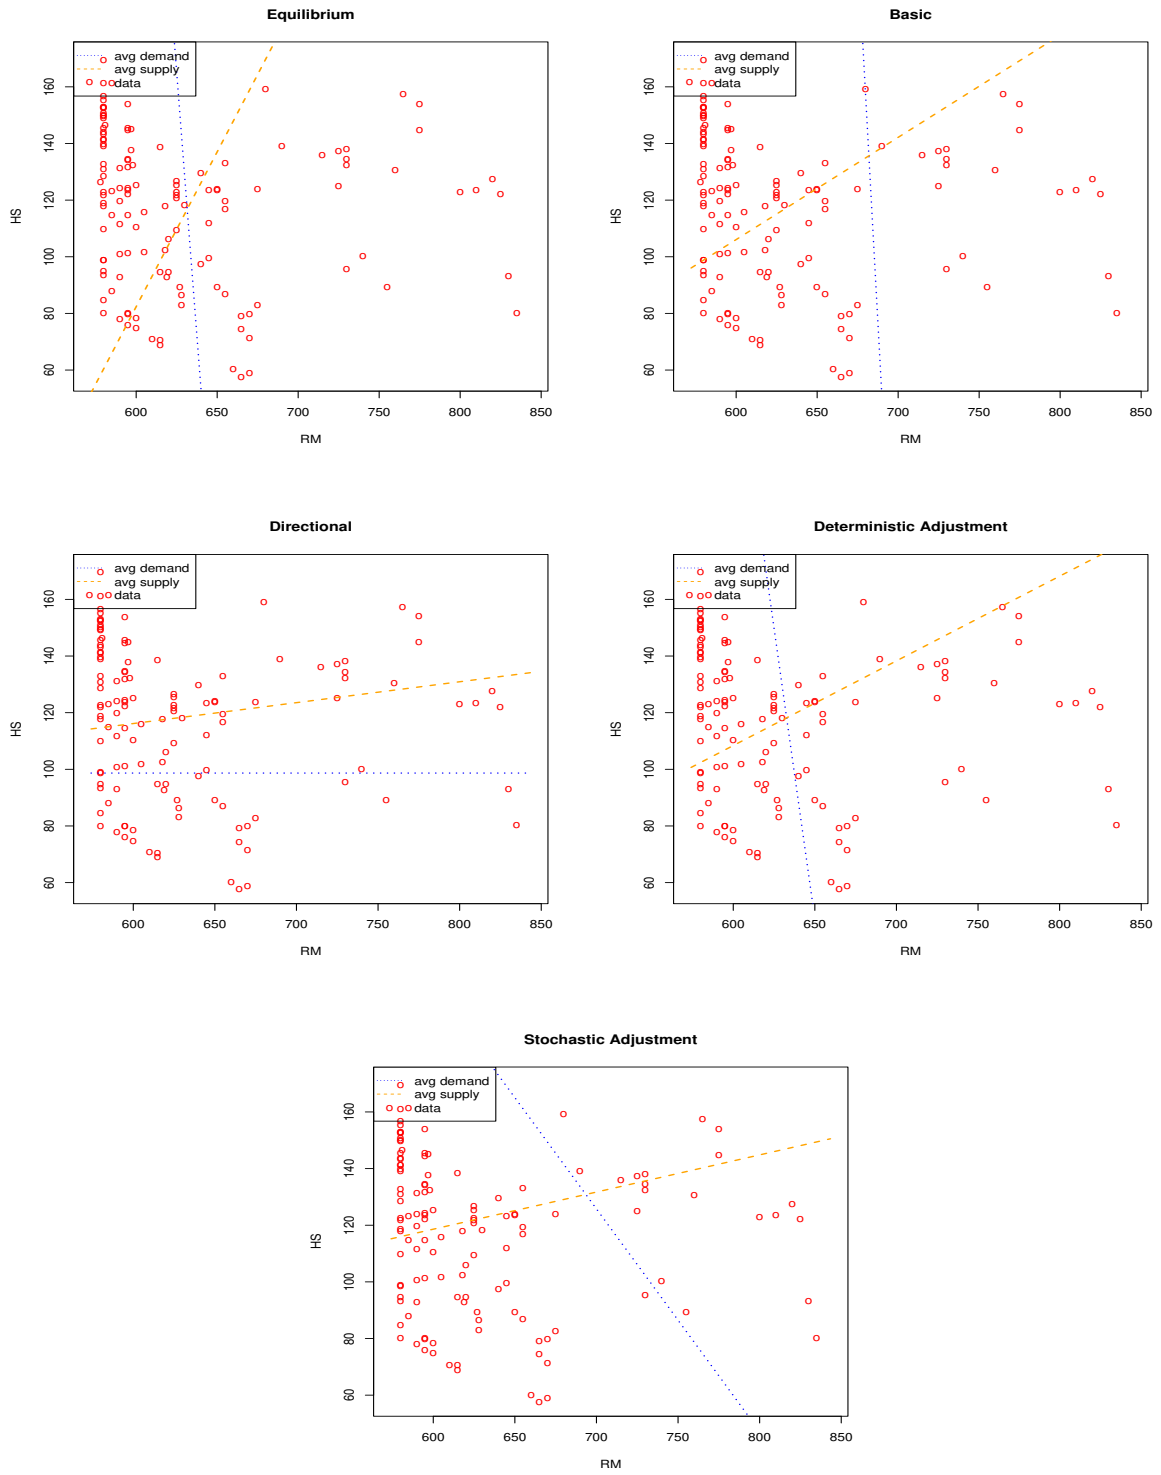 Equilibrium
avg demand
avg supply
data
HS
60 80 100 120 140 160
600 650 700 750 800 850
RM
Basic
avg demand
avg supply
data
HS
60 80 100 120 140 160
600 650 700 750 800 850
RM
Directional
avg demand
avg supply
data
HS
60 80 100 120 140 160
600 650 700 750 800 850
RM
Deterministic Adjustment
avg demand
avg supply
data
HS
60 80 100 120 140 160
600 650 700 750 800 850
RM
Stochastic Adjustment
avg demand
avg supply
data
HS
60 80 100 120 140 160
600 650 700 750 800 850
RM